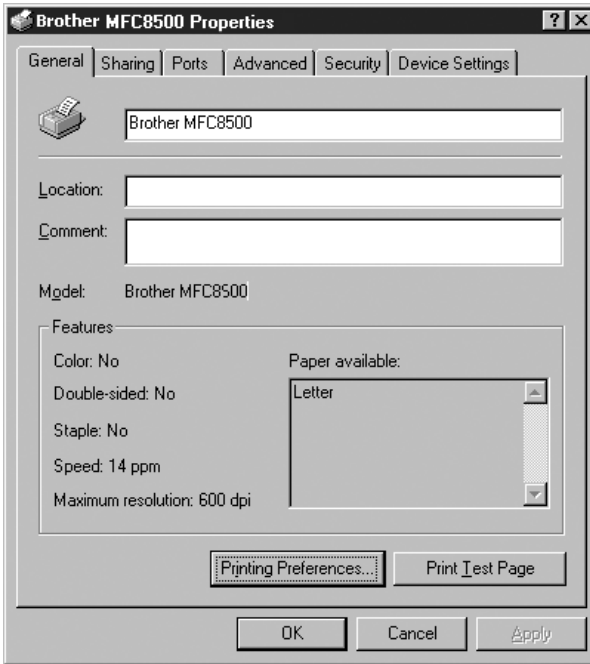 Brother MFC8500 Properties
General Sharing Ports Advanced Security Device Settings
Brother MFC8500
Location:
Comment:
Model: Brother MFC8500
Features
Color: No
Paper available:
Double-sided: No
Letter
Staple: No
Speed: 14 ppm
Maximum resolution: 600 dpi
Printing Preferences... Print Test Page
OK Cancel Apply